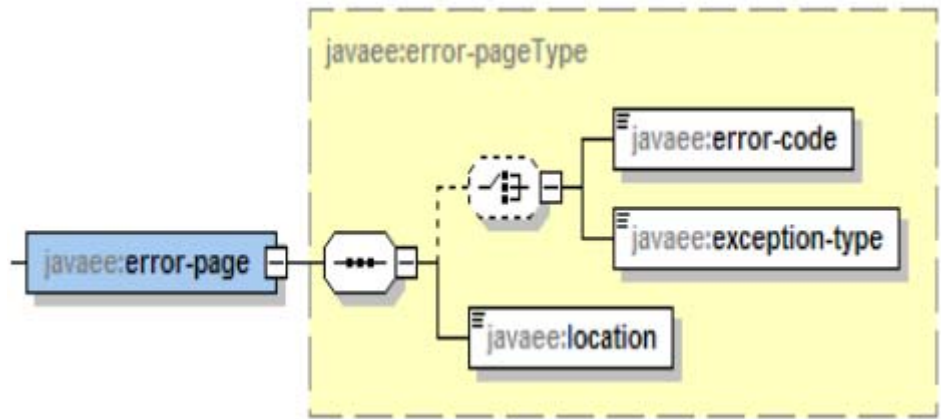 javaee:error-pageType
javaee:error-code
javaee:exception-type
javaee:error-page
javaee:location